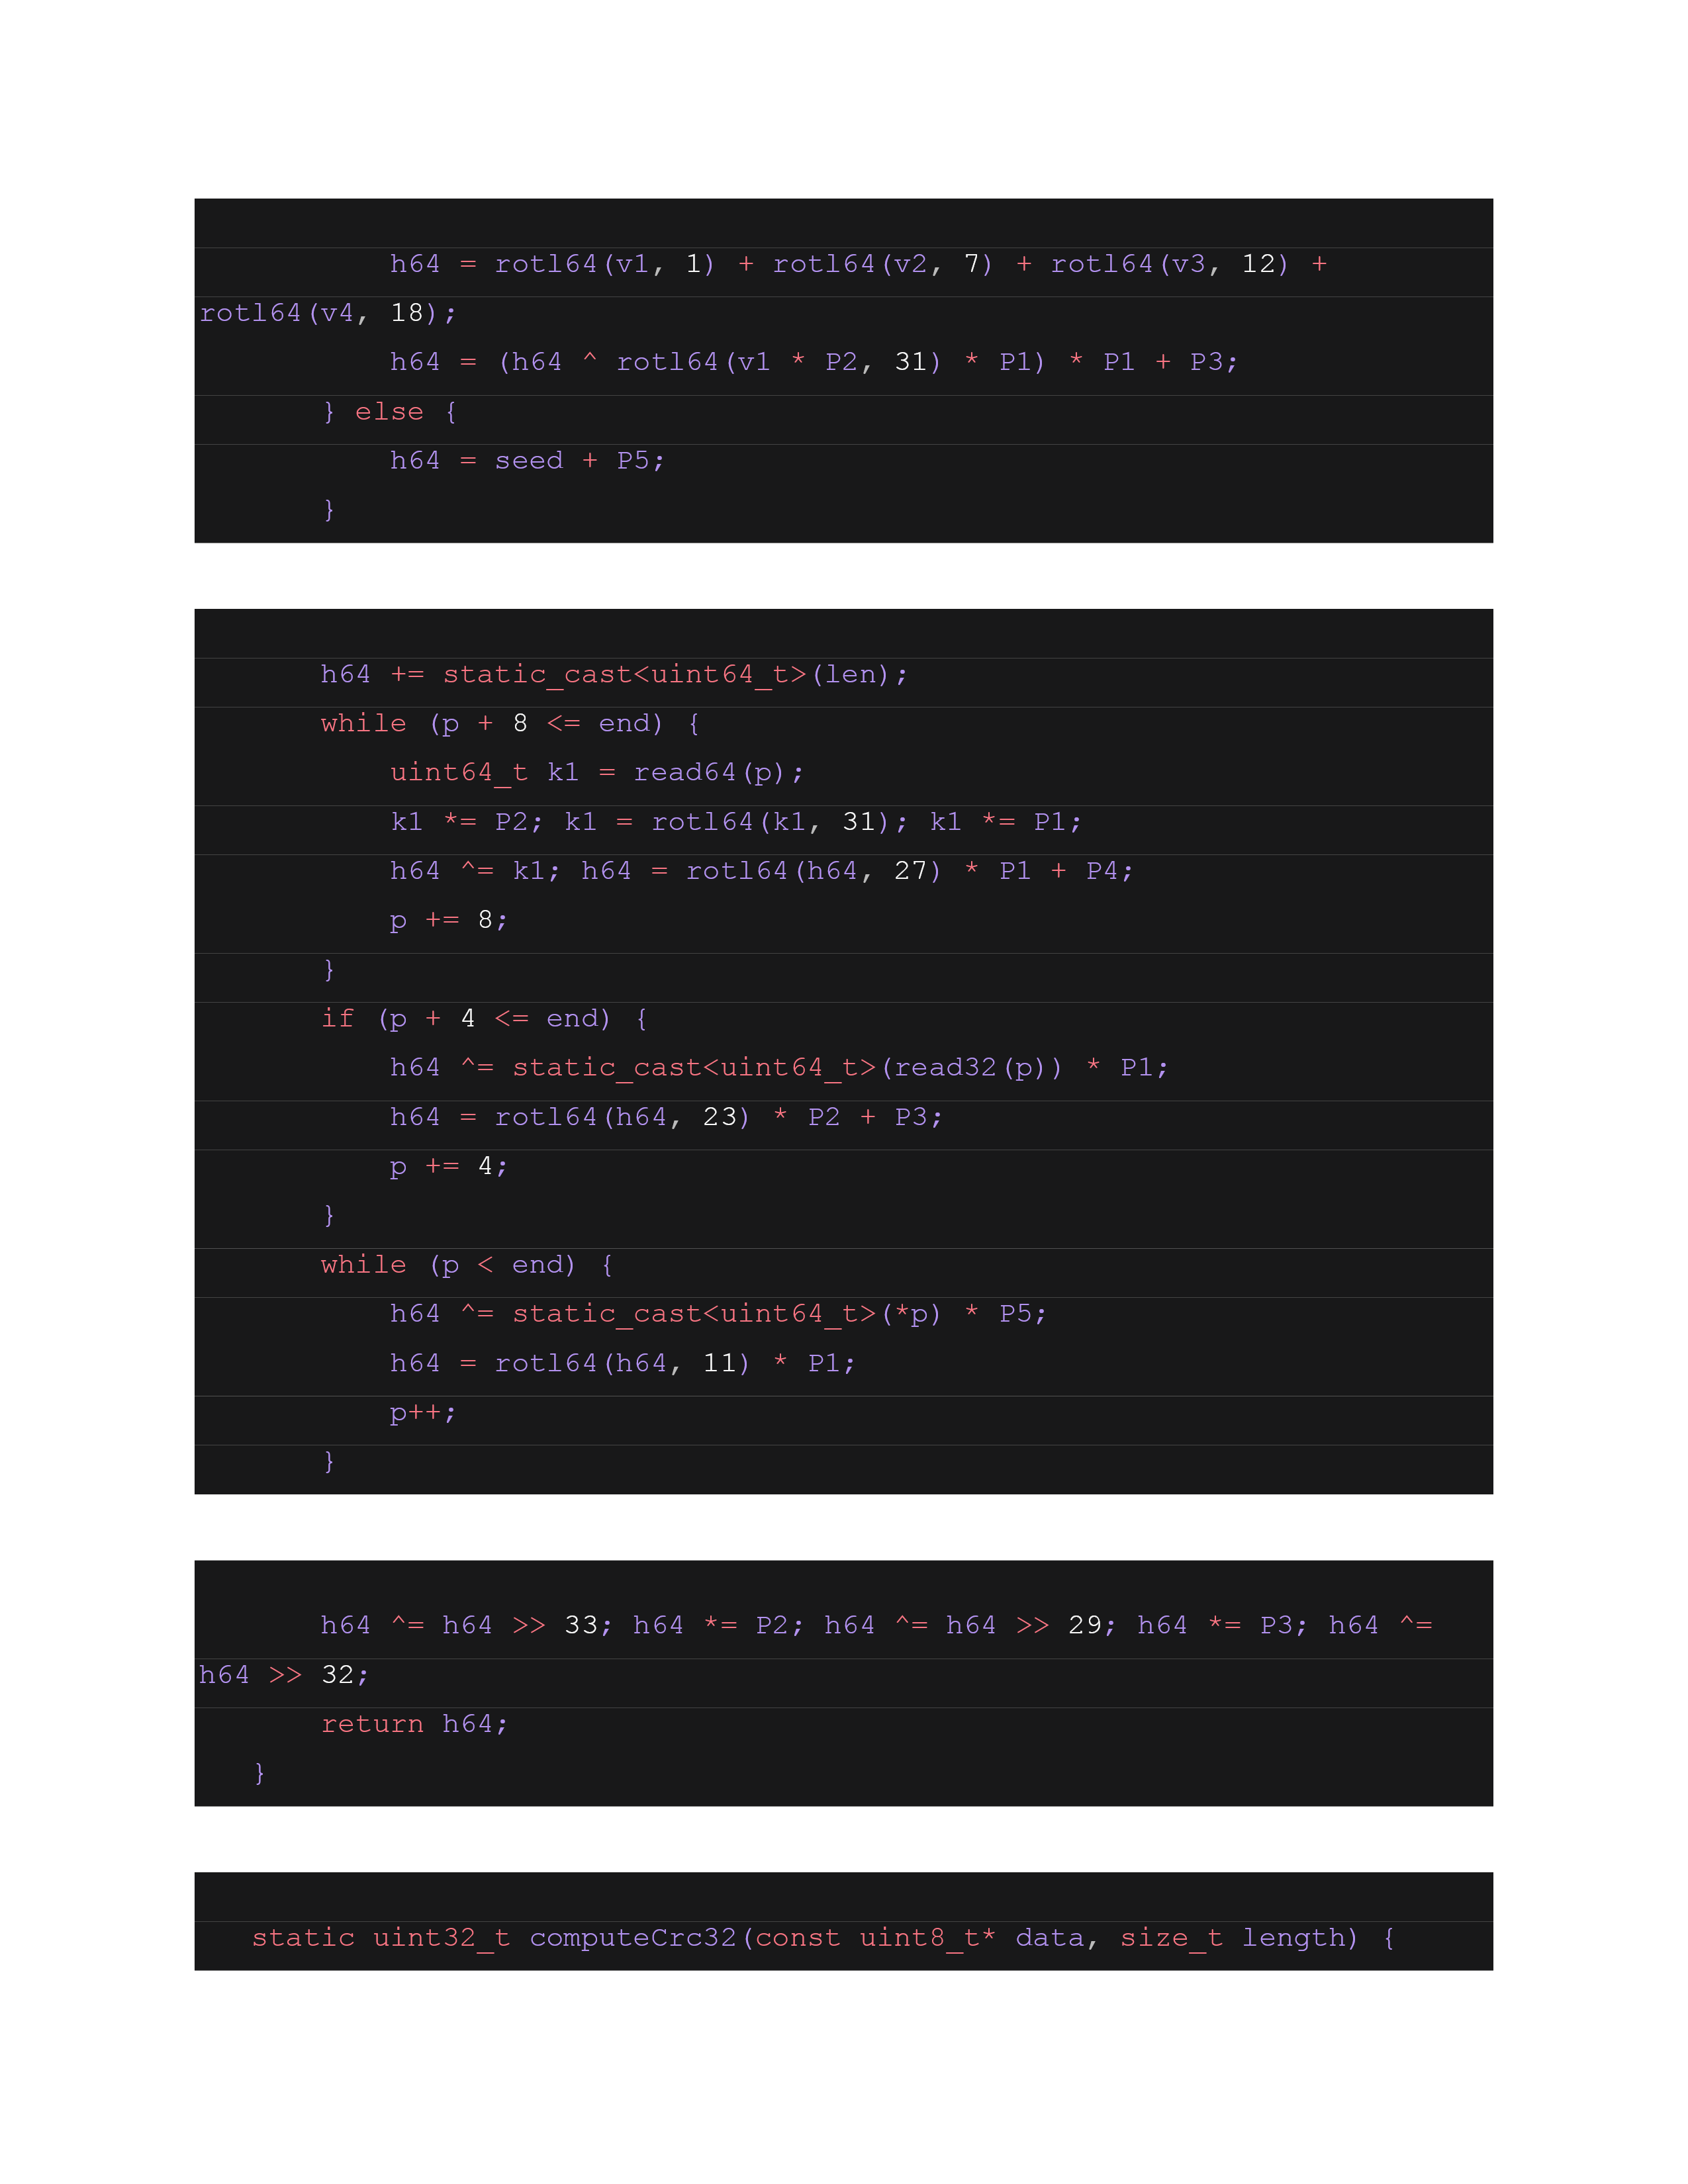 h64 = rotl64(v1, 1) + rotl64(v2, 7) + rotl64(v3, 12) +
rotl64(v4, 18);
h64 = (h64 ^ rotl64(v1 * P2, 31) * P1) * P1 + P3;
} else {
h64 = seed + P5;
}
h64 += static_cast<uint64_t>(len);
while (p + 8 <= end) {
uint64_t k1 = read64(p);
k1 *= P2; k1 = rotl64(k1, 31); k1 *= P1;
h64 ^= k1; h64 = rotl64(h64, 27) * P1 + P4;
p += 8;
}
if (p + 4 <= end) {
h64 ^= static_cast<uint64_t>(read32(p)) * P1;
h64 = rotl64(h64, 23) * P2 + P3;
p += 4;
}
while (p < end) {
h64 ^= static_cast<uint64_t>(*p) * P5;
h64 = rotl64(h64, 11) * P1;
p++;
}
h64 ^= h64 >> 33; h64 *= P2; h64 ^= h64 >> 29; h64 *= P3; h64 ^=
h64 >> 32;
return h64;
}
static uint32_t computeCrc32(const uint8_t* data, size_t length) {